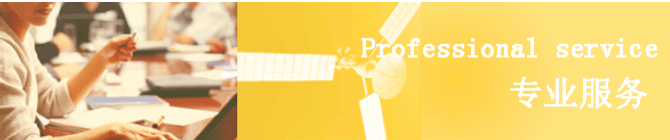 Professional service
专业服务